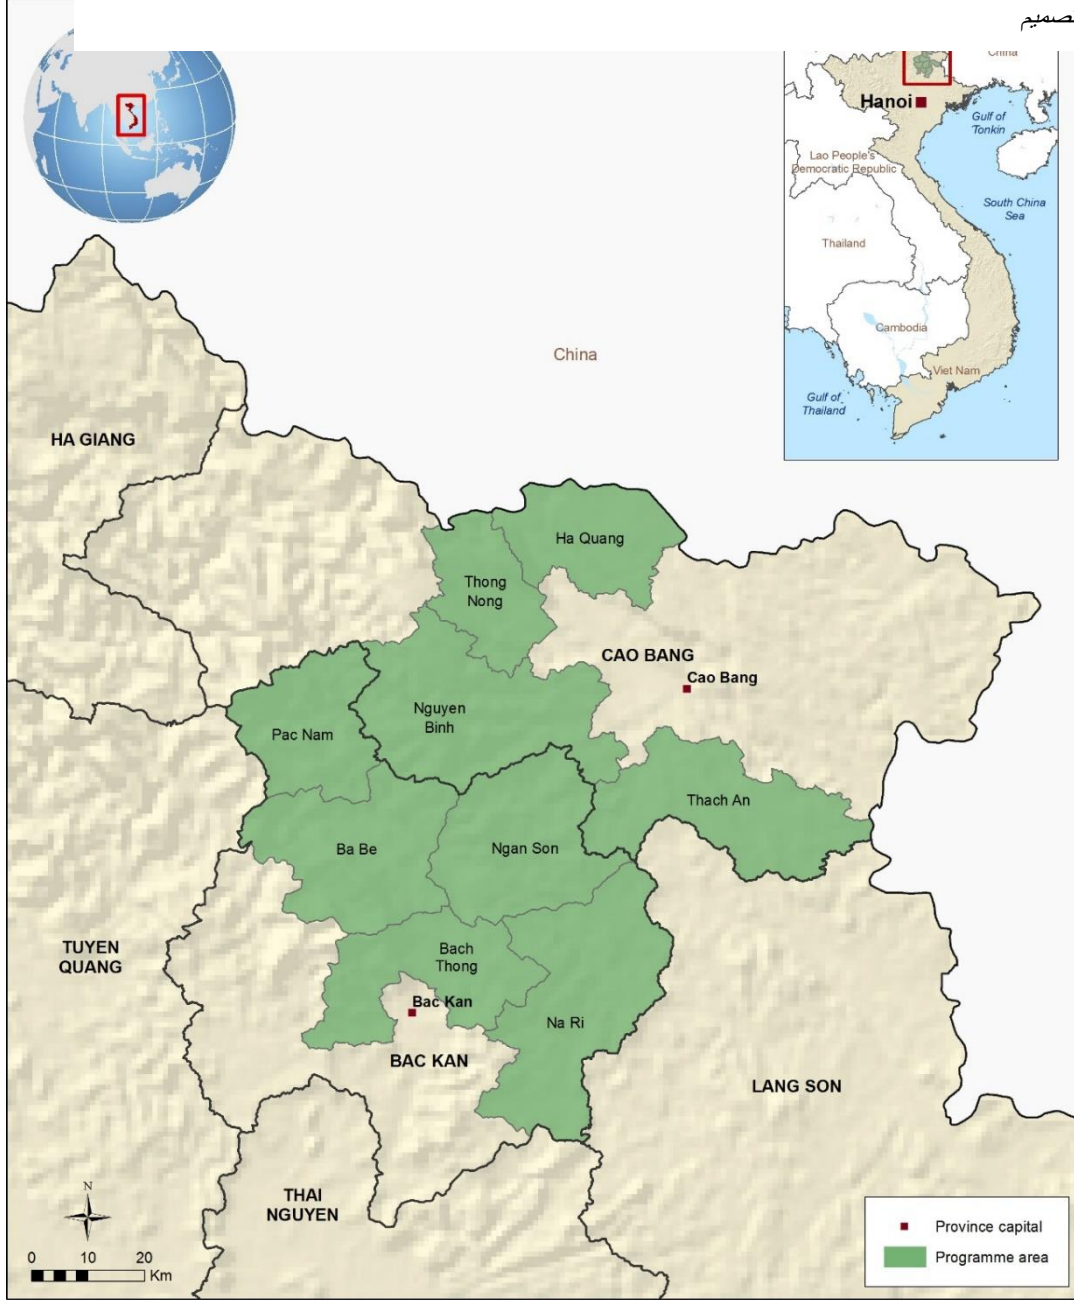 تصميم
China
Hanoi
Gulf of
Tonkin
Lao People's
Democratic Republic
South China
Sea
Thailand
Cambodia
Viet Nam
Gulf of
Thailand
China
HA GIANG
Ha Quang
Thong
Nong
CAO BANG
Cao Bang
Nguyen
Binh
Pac Nam
Thach An
Ba Be
Ngan Son
TUYEN
QUANG
Bach
Thong
Bac Kan
Na Ri
BAC KAN
LANG SON
THAI
NGUYEN
N
0 10 20
Km
Province capital
Programme area